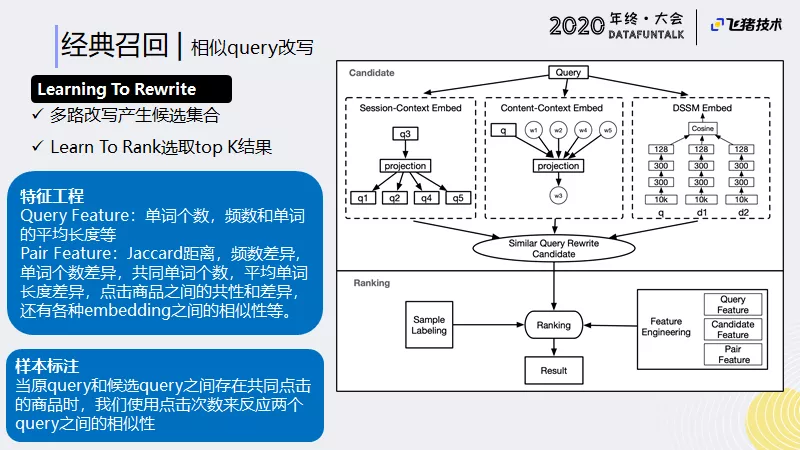 经典召回 | 相似query改写
2020 年终·大会
DATAFUNTALK
飞猪技术
Learning To Rewrite
✓ 多路改写产生候选集合
✓ Learn To Rank选取top K结果
特征工程
Query Feature：单词个数，频数和单词
的平均长度等
Pair Feature：Jaccard距离，频数差异，
单词个数差异，共同单词个数，平均单词
长度差异，点击商品之间的共性和差异，
还有各种embedding之间的相似性等。
样本标注
当原query和候选query之间存在共同点击
的商品时，我们使用点击次数来反应两个
query之间的相似性
Candidate
Query
Session-Context Embed
q3
projection
q1 q2 q4 q5
Content-Context Embed
q w1 w2 w4 w5
projection
w3
DSSM Embed
Cosine
128 128 128
300 300 300
300 300 300
10k 10k 10k
q d1 d2
Similar Query Rewrite
Candidate
Ranking
Sample
Labeling
Ranking
Result
Feature
Engineering
Query
Feature
Candidate
Feature
Pair
Feature